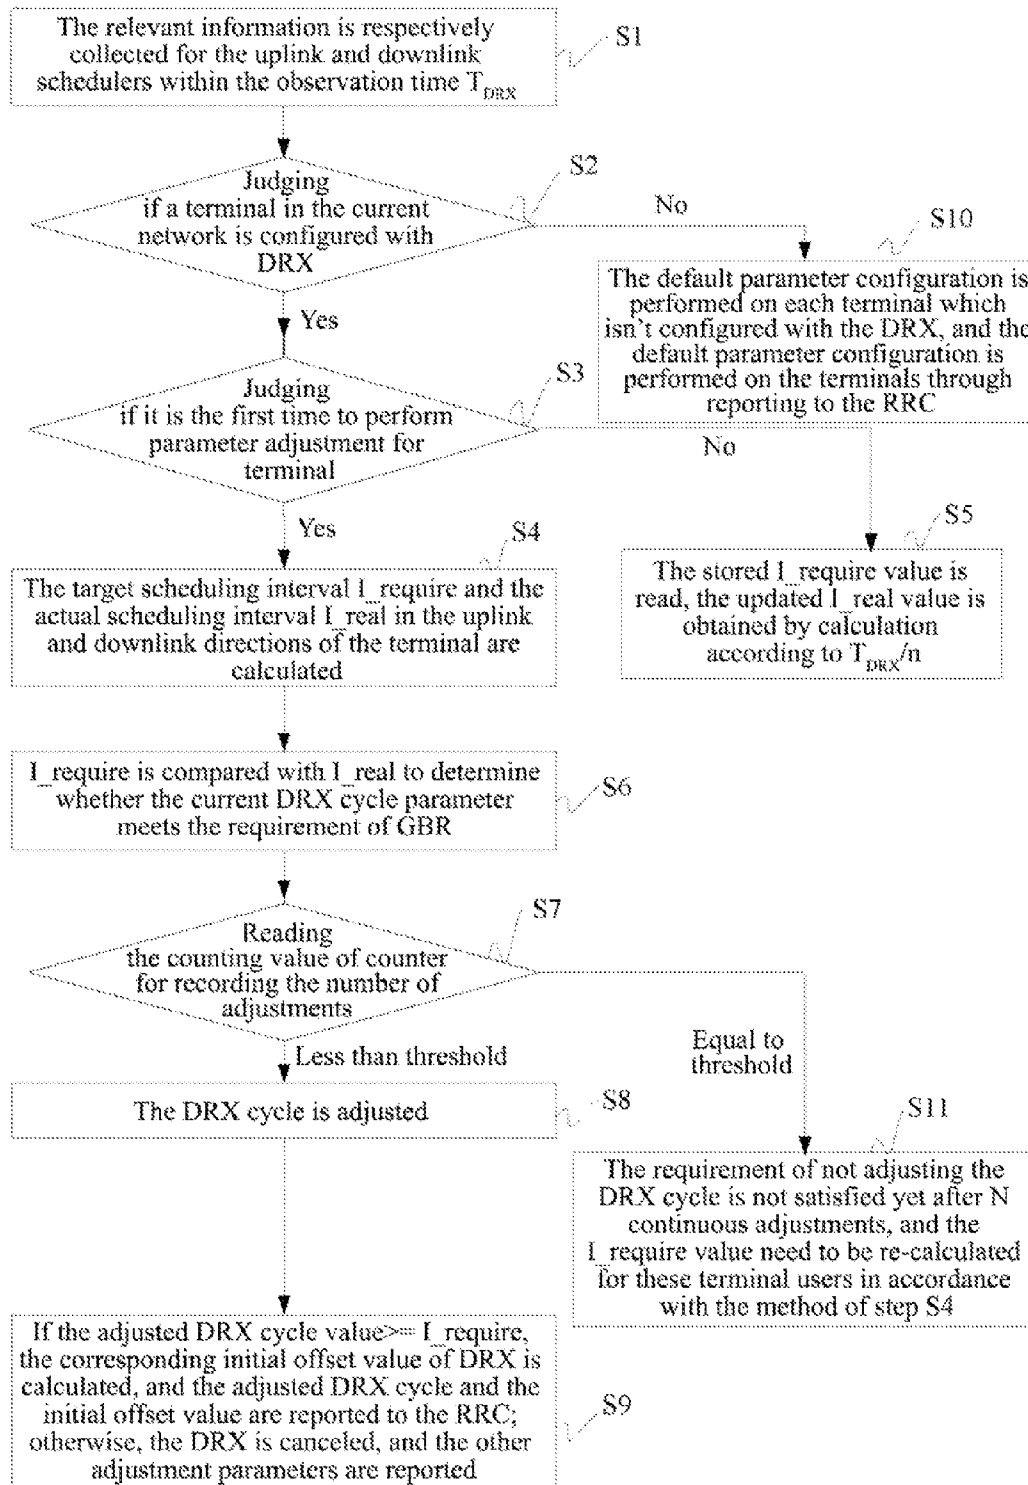 The relevant information is respectively
collected for the uplink and downlink
schedulers within the observation time T_DRX
S1
Judging
if a terminal in the current
network is configured with
DRX
S2
No
S10
The default parameter configuration is
performed on each terminal which
isn't configured with the DRX, and the
default parameter configuration is
performed on the terminals through
reporting to the RRC
Yes
Judging
if it is the first time to perform
parameter adjustment for
terminal
S3
No
Yes
S4
S5
The target scheduling interval I_require and the
actual scheduling interval I_real in the uplink
and downlink directions of the terminal are
calculated
The stored I_require value is
read, the updated I_real value is
obtained by calculation
according to T_DRX/n
I_require is compared with I_real to determine
whether the current DRX cycle parameter
meets the requirement of GBR
S6
Reading
the counting value of counter
for recording the number of
adjustments
S7
Less than threshold
Equal to
threshold
The DRX cycle is adjusted
S8
S11
The requirement of not adjusting the
DRX cycle is not satisfied yet after N
continuous adjustments, and the
I_require value need to be re-calculated
for these terminal users in accordance
with the method of step S4
If the adjusted DRX cycle value>= I_require,
the corresponding initial offset value of DRX is
calculated, and the adjusted DRX cycle and the
initial offset value are reported to the RRC;
otherwise, the DRX is canceled, and the other
adjustment parameters are reported
S9